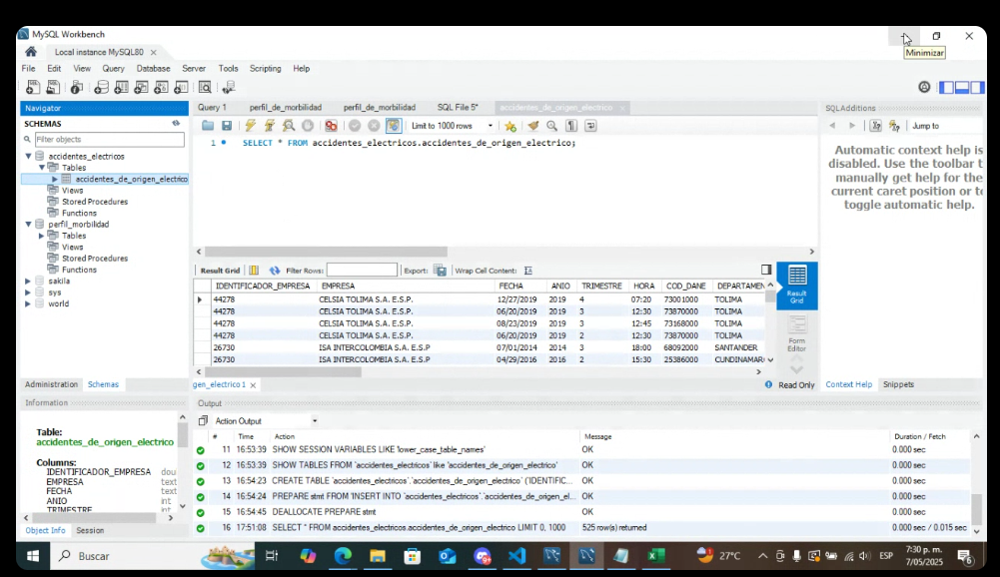 MySQL Workbench
Minimizar
Local instance MySQL80 ×
File Edit View Query Database Server Tools Scripting Help
Navigator
SCHEMAS
Filter objects
accidentes_electricos
Tables
accidentes_de_origen_electrico
Views
Stored Procedures
Functions
perfil_morbilidad
Tables
Views
Stored Procedures
Functions
sakila
sys
world
Administration Schemas
Query 1 perfil_de_morbilidad perfil_de_morbilidad SQL File 5* accidentes_de_origen_electrico ×
Limit to 1000 rows
1 SELECT * FROM accidentes_electricos.accidentes_de_origen_electrico;
SQLAdditions
Jump to
Automatic context help is
disabled. Use the toolbar t
manually get help for the
current caret position or to
toggle automatic help.
Result Grid Filter Rows: Export: Wrap Cell Content:
IDENTIFICADOR_EMPRESA EMPRESA FECHA ANIO TRIMESTRE HORA COD_DANE DEPARTAMEN
44278 CELSIA TOLIMA S.A. E.S.P. 12/27/2019 2019 4 07:20 73001000 TOLIMA
44278 CELSIA TOLIMA S.A. E.S.P. 06/20/2019 2019 3 12:30 73870000 TOLIMA
44278 CELSIA TOLIMA S.A. E.S.P. 08/23/2019 2019 3 12:45 73168000 TOLIMA
44278 CELSIA TOLIMA S.A. E.S.P. 06/20/2019 2019 2 12:30 73870000 TOLIMA
26730 ISA INTERCOLOMBIA S.A. E.S.P 07/01/2014 2014 3 18:00 68092000 SANTANDER
26730 ISA INTERCOLOMBIA S.A. E.S.P 04/29/2016 2016 2 15:30 25386000 CUNDINAMAR
Result
Grid
Form
Editor
gen_electrico 1 ×
Read Only
Context Help Snippets
Information
Table:
accidentes_de_origen_electrico
Columns:
IDENTIFICADOR_EMPRESA dou
EMPRESA text
FECHA text
ANIO int
TRIMESTRE int
Object Info Session
Output
Action Output
# Time Action Message Duration / Fetch
11 16:53:39 SHOW SESSION VARIABLES LIKE 'lower_case_table_names' OK 0.000 sec
12 16:53:39 SHOW TABLES FROM `accidentes_electricos` like 'accidentes_de_origen_electrico' OK 0.000 sec
13 16:54:23 CREATE TABLE `accidentes_electricos`.`accidentes_de_origen_electrico` (`IDENTIFIC... OK 0.000 sec
14 16:54:24 PREPARE stmt FROM 'INSERT INTO `accidentes_electricos`.`accidentes_de_origen_el... OK 0.000 sec
15 16:54:45 DEALLOCATE PREPARE stmt OK 0.000 sec
16 17:51:08 SELECT * FROM accidentes_electricos.accidentes_de_origen_electrico LIMIT 0, 1000 525 row(s) returned 0.000 sec / 0.015 sec
Buscar
27°C
ESP
7:30 p. m.
7/05/2025
6